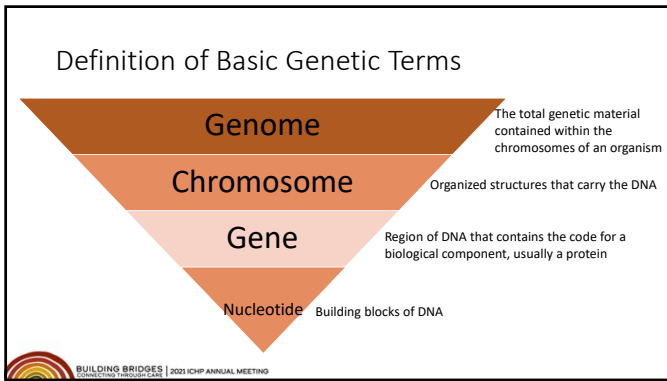 Definition of Basic Genetic Terms
Genome
The total genetic material
contained within the
chromosomes of an organism
Chromosome
Organized structures that carry the DNA
Gene
Region of DNA that contains the code for a
biological component, usually a protein
Nucleotide
Building blocks of DNA
BUILDING BRIDGES | 2021 ICHP ANNUAL MEETING
CONNECTING THROUGH CARE